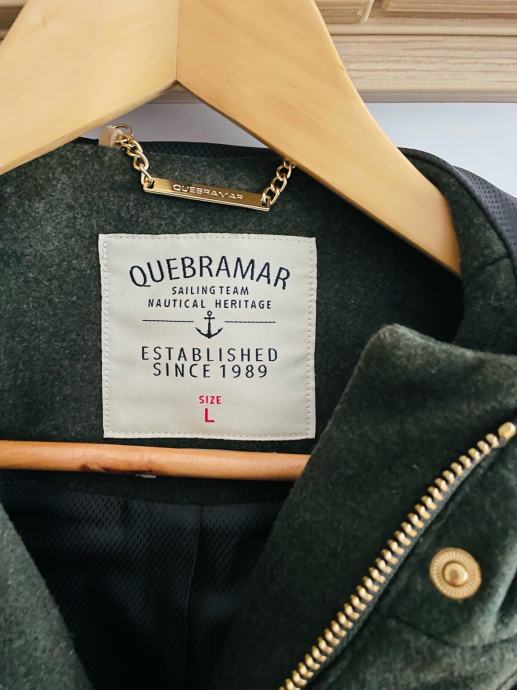 QUEBRAMAR
QUEBRAMAR
SAILING TEAM
NAUTICAL HERITAGE
ESTABLISHED
SINCE 1989
SIZE
L